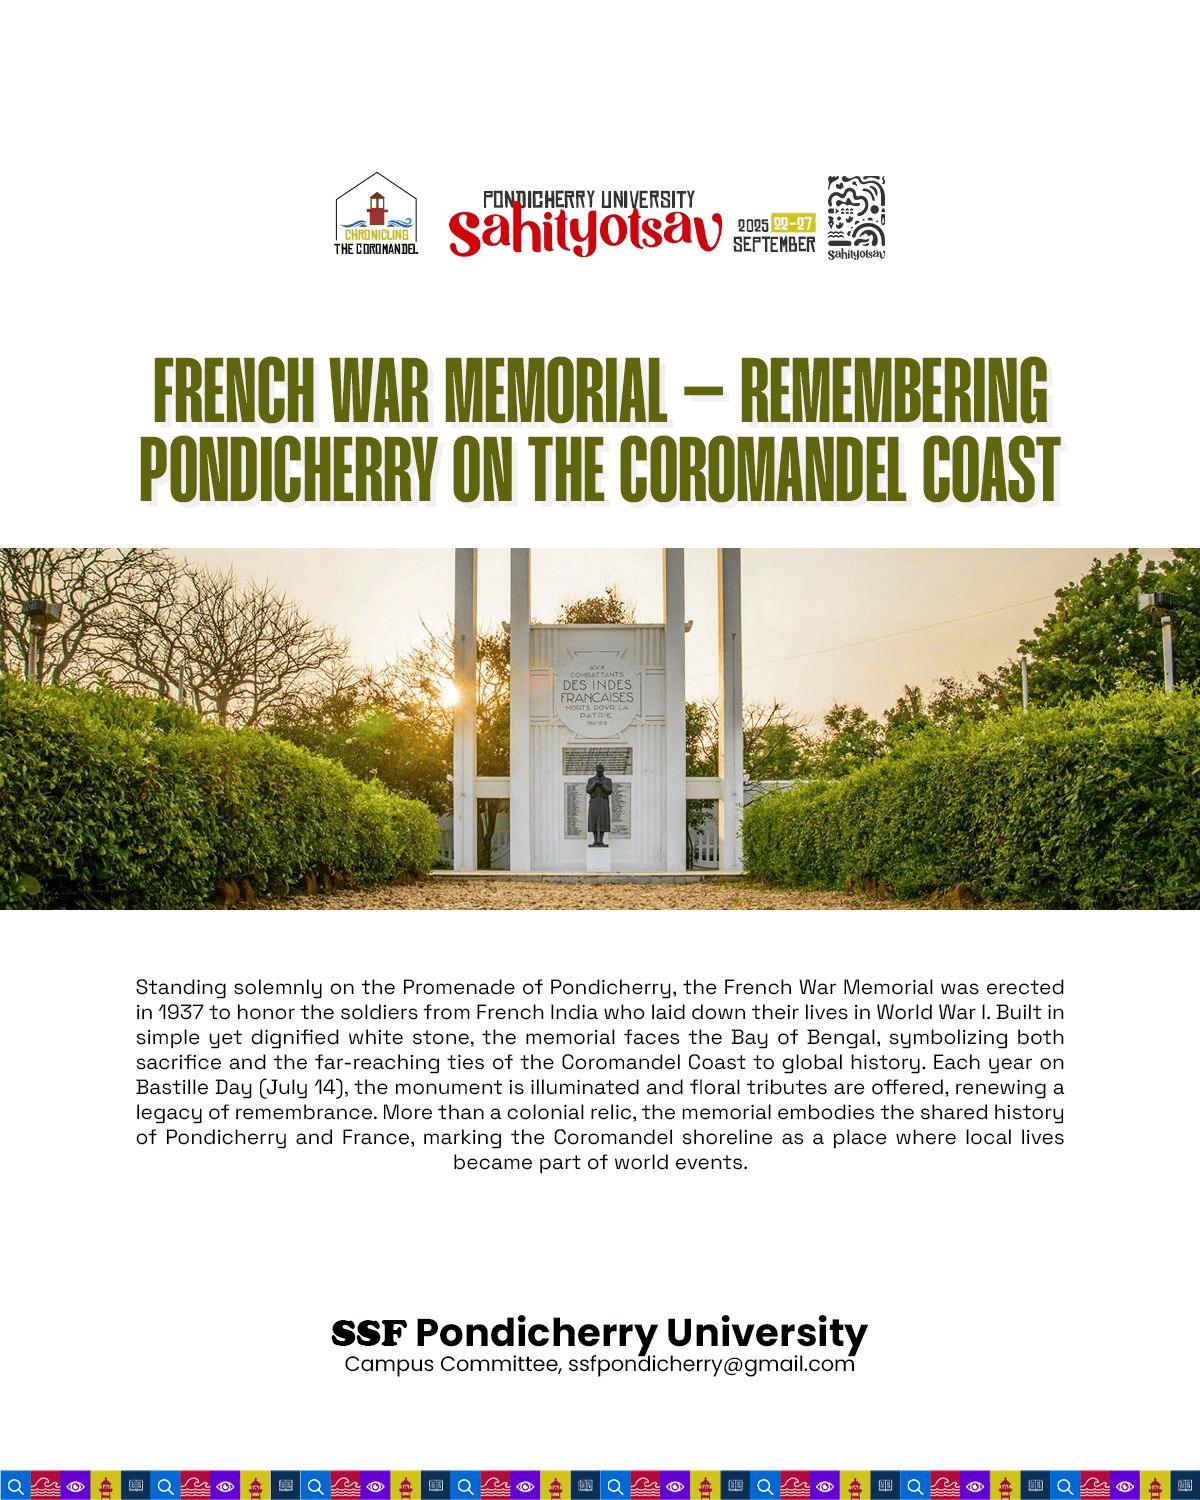 CHRONICLING
THE COROMANDEL
PONDICHERRY UNIVERSITY
Sahityotsav
2025 22-27
SEPTEMBER
Sahityotsav
FRENCH WAR MEMORIAL – REMEMBERING
PONDICHERRY ON THE COROMANDEL COAST
AVX
COMBATTANTS
DES INDES
FRANÇAISES
MORTS POVR LA
PATRIE
1914-1918
Standing solemnly on the Promenade of Pondicherry, the French War Memorial was erected
in 1937 to honor the soldiers from French India who laid down their lives in World War I. Built in
simple yet dignified white stone, the memorial faces the Bay of Bengal, symbolizing both
sacrifice and the far-reaching ties of the Coromandel Coast to global history. Each year on
Bastille Day (July 14), the monument is illuminated and floral tributes are offered, renewing a
legacy of remembrance. More than a colonial relic, the memorial embodies the shared history
of Pondicherry and France, marking the Coromandel shoreline as a place where local lives
became part of world events.
SSF Pondicherry University
Campus Committee, ssfpondicherry@gmail.com